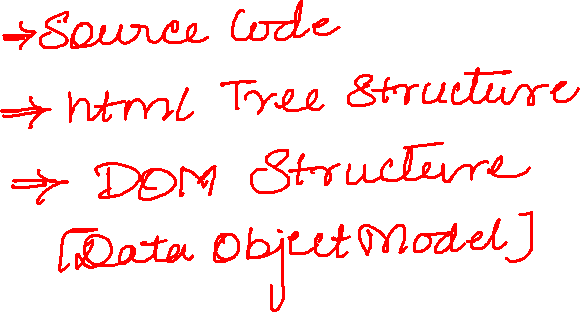 →Source Code
⇒ html Tree Structure
⇒ DOM Structure
[Data Object Model]